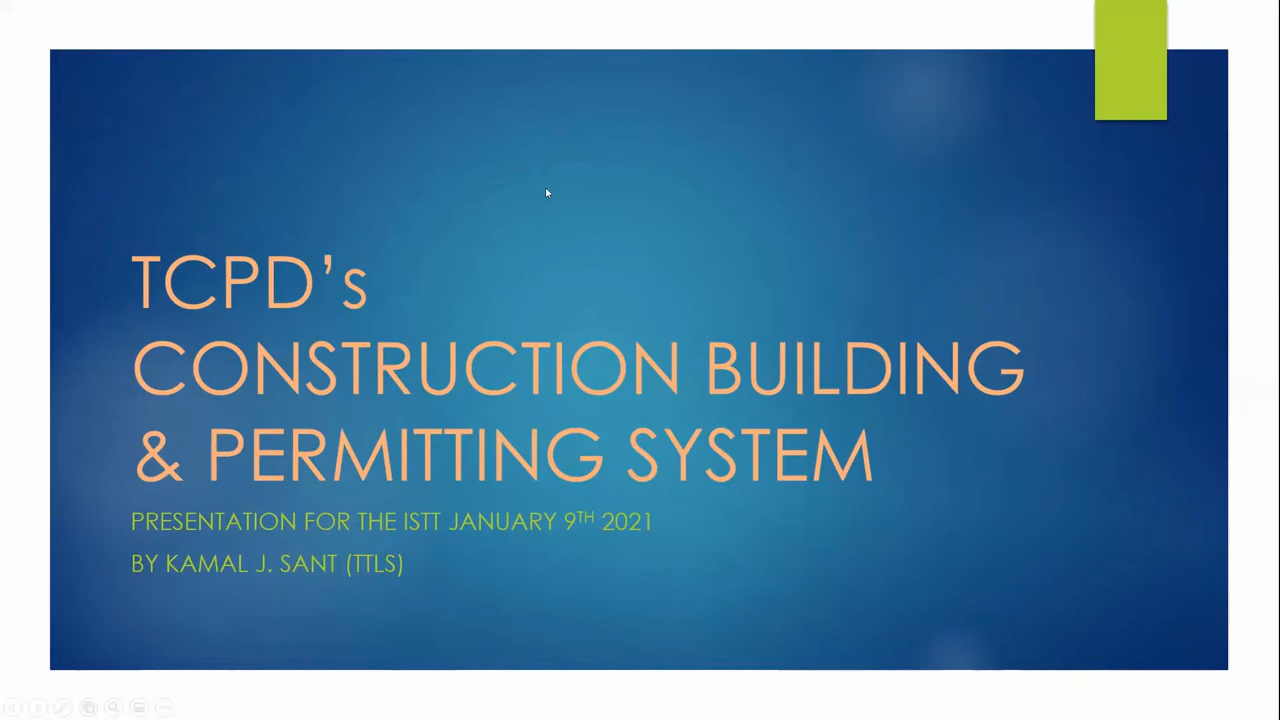 TCPD’s
CONSTRUCTION BUILDING
& PERMITTING SYSTEM
PRESENTATION FOR THE ISTT JANUARY 9TH 2021
BY KAMAL J. SANT (TTLS)